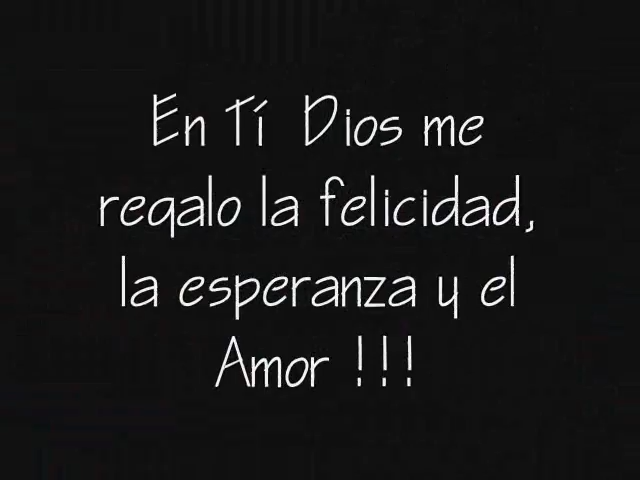 En Tí Dios me
regalo la felicidad,
la esperanza y el
Amor !!!